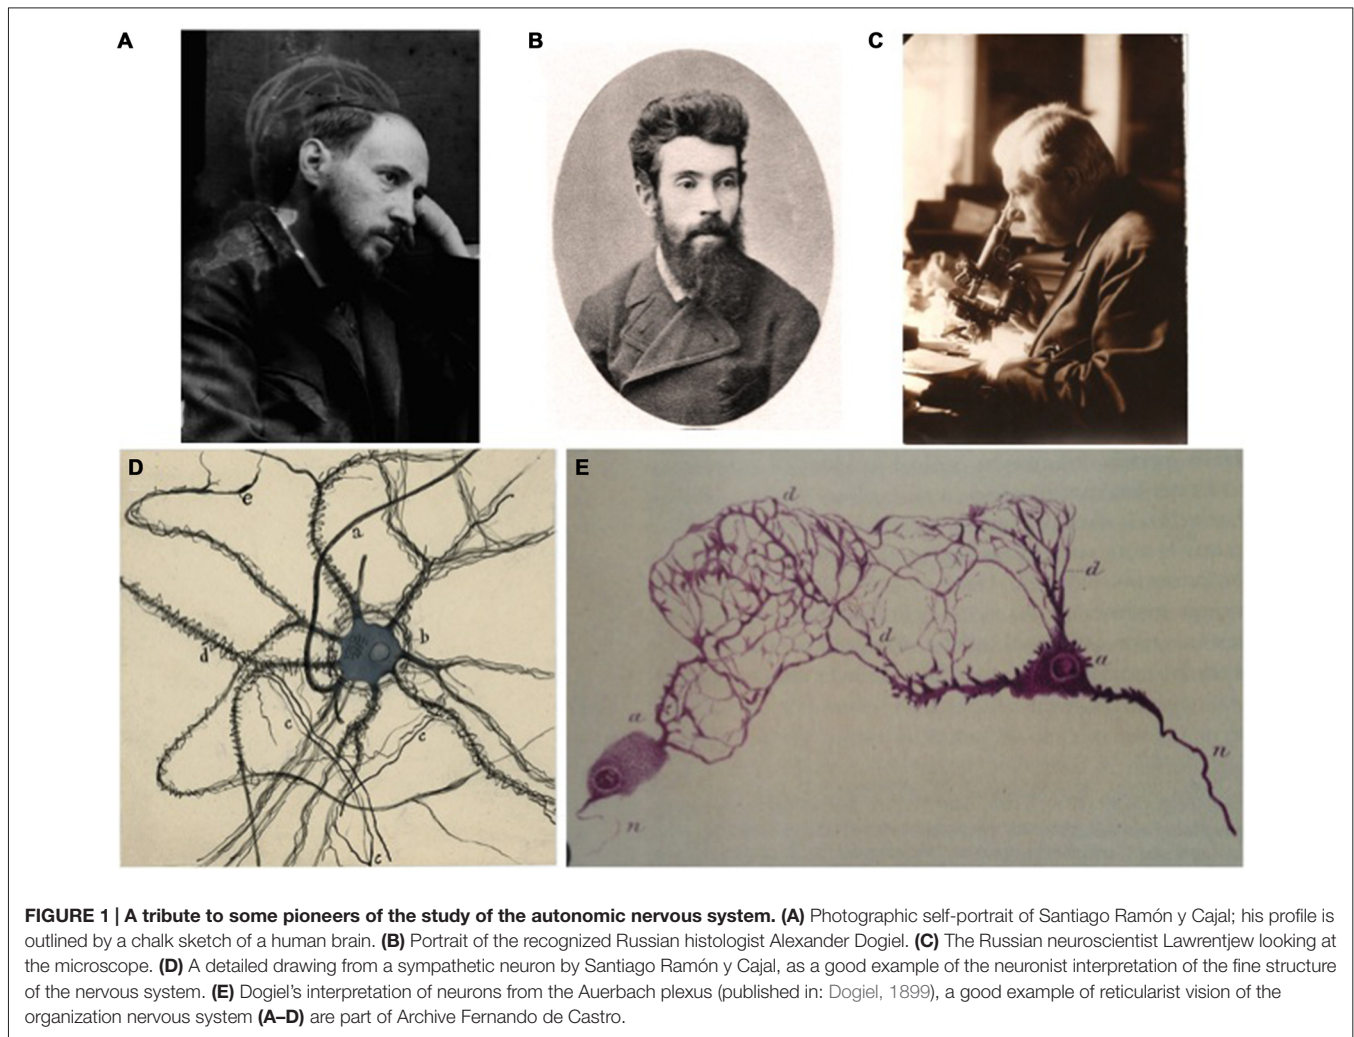 A
B
C
D
e
a
b
d
c
c
c
E
d
d
d
a
a
n
n
FIGURE 1 | A tribute to some pioneers of the study of the autonomic nervous system. (A) Photographic self-portrait of Santiago Ramón y Cajal; his profile is
outlined by a chalk sketch of a human brain. (B) Portrait of the recognized Russian histologist Alexander Dogiel. (C) The Russian neuroscientist Lawrentjew looking at
the microscope. (D) A detailed drawing from a sympathetic neuron by Santiago Ramón y Cajal, as a good example of the neuronist interpretation of the fine structure
of the nervous system. (E) Dogiel’s interpretation of neurons from the Auerbach plexus (published in: Dogiel, 1899), a good example of reticularist vision of the
organization nervous system (A–D) are part of Archive Fernando de Castro.